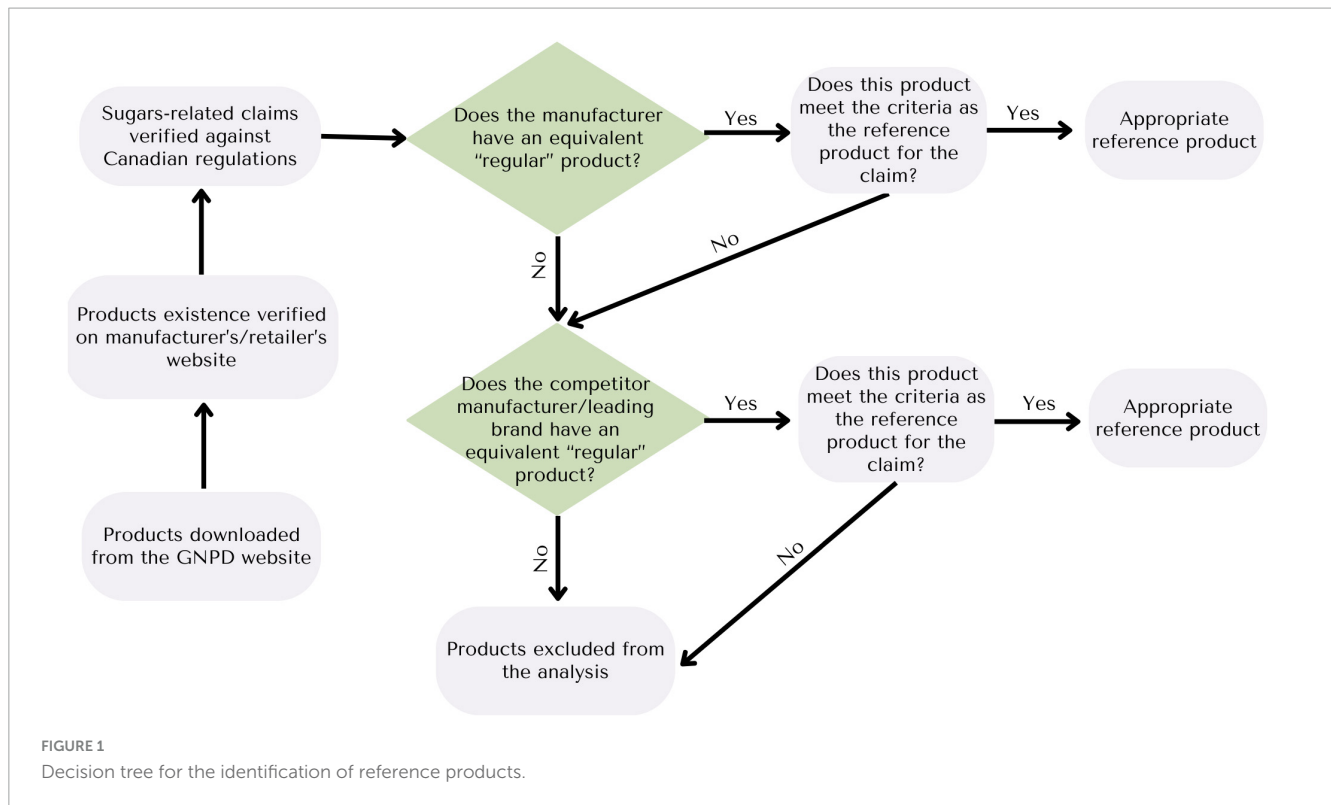 Sugars-related claims
verified against
Canadian regulations
Does the manufacturer
have an equivalent
“regular” product?
Yes
Does this product
meet the criteria as
the reference
product for the
claim?
Yes
Appropriate
reference product
No
No
Products existence verified
on manufacturer's/retailer's
website
Does the competitor
manufacturer/leading
brand have an
equivalent “regular”
product?
Yes
Does this product
meet the criteria as
the reference
product for the
claim?
Yes
Appropriate
reference product
Products downloaded
from the GNPD website
No
No
Products excluded from
the analysis
FIGURE 1
Decision tree for the identification of reference products.